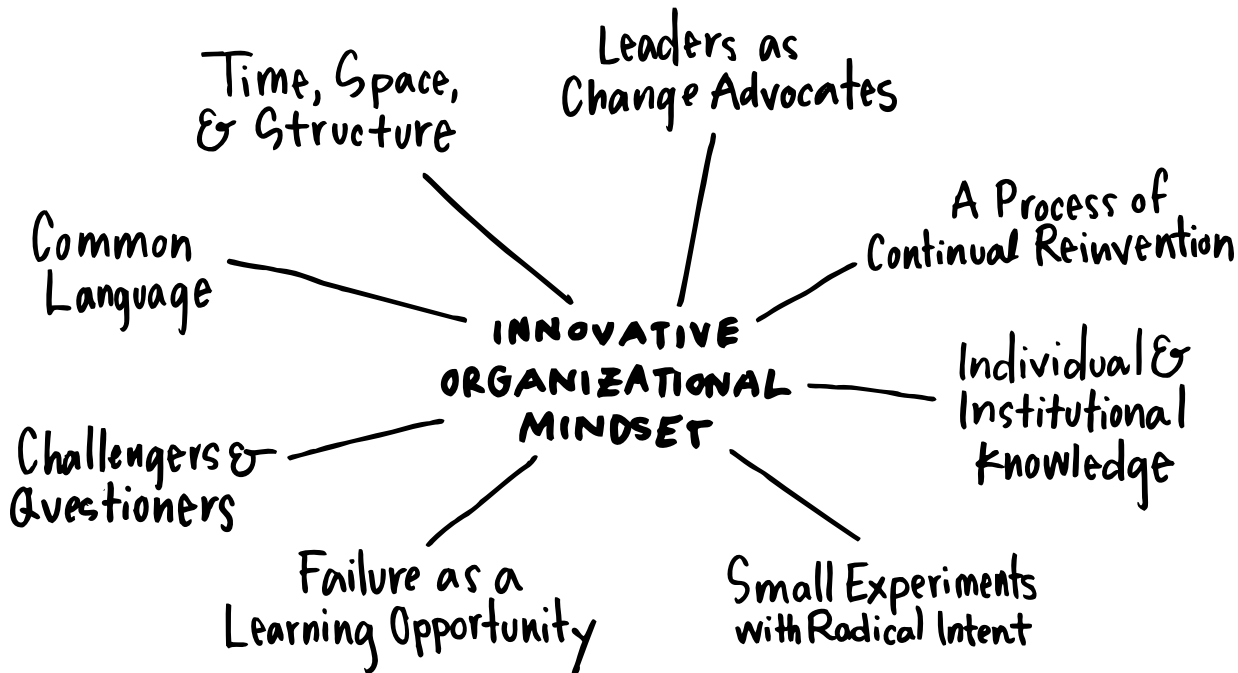 Time, Space,
& Structure
Leaders as
Change Advocates
A Process of
Continual Reinvention
Common
Language
INNOVATIVE
ORGANIZATIONAL
MINDSET
Individual &
Institutional
Knowledge
Challengers &
Questioners
Failure as a
Learning Opportunity
Small Experiments
with Radical Intent